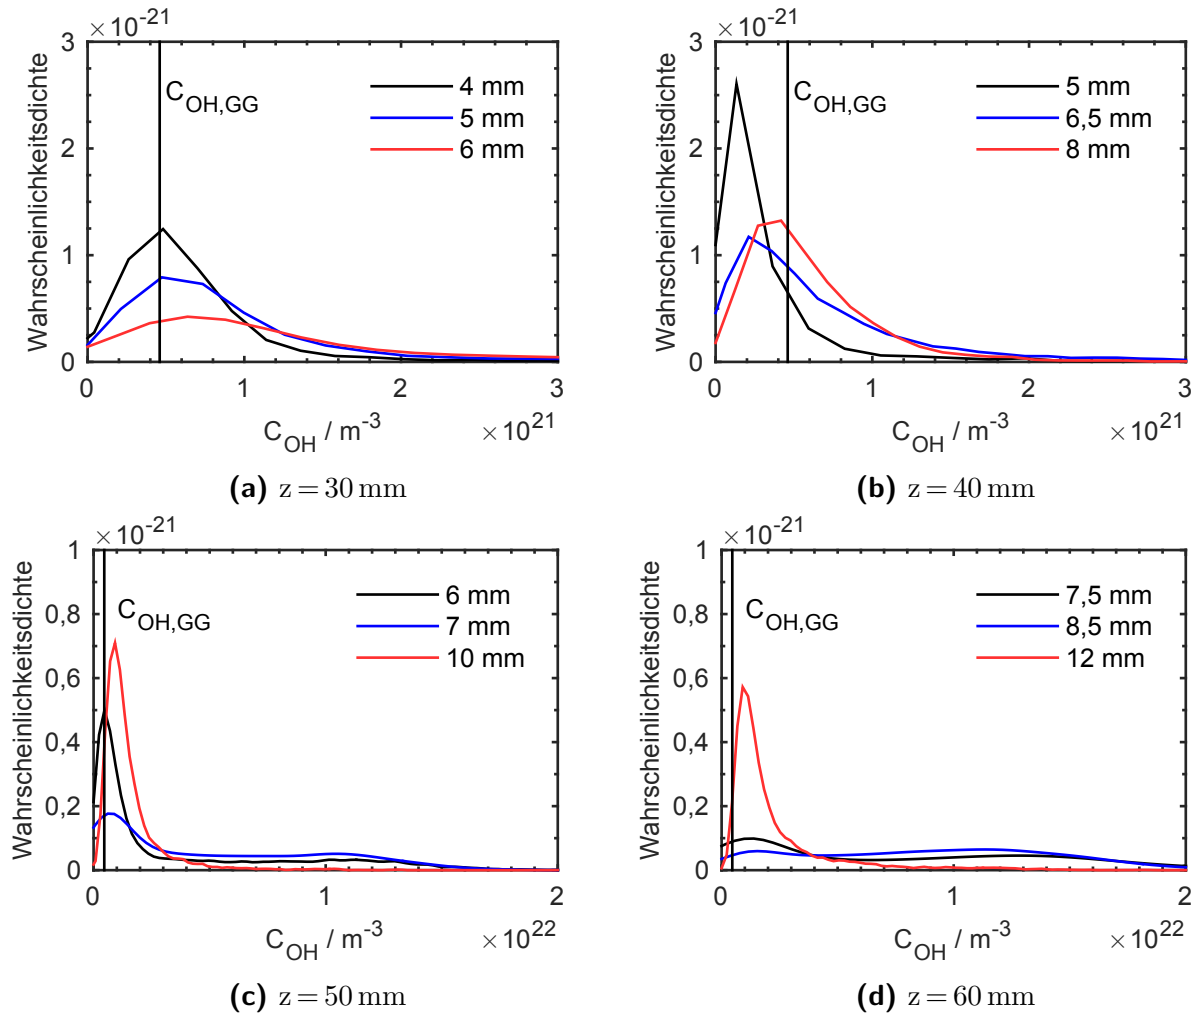 ×10-21
3
2
1
0
Wahrscheinlichkeitsdichte
COH,GG
4 mm
5 mm
6 mm
0 1 2 3
COH / m-3 ×1021
(a) z = 30 mm
×10-21
3
2
1
0
Wahrscheinlichkeitsdichte
COH,GG
5 mm
6,5 mm
8 mm
0 1 2 3
COH / m-3 ×1021
(b) z = 40 mm
×10-21
1
0,8
0,6
0,4
0,2
0
Wahrscheinlichkeitsdichte
COH,GG
6 mm
7 mm
10 mm
0 1 2
COH / m-3 ×1022
(c) z = 50 mm
×10-21
1
0,8
0,6
0,4
0,2
0
Wahrscheinlichkeitsdichte
COH,GG
7,5 mm
8,5 mm
12 mm
0 1 2
COH / m-3 ×1022
(d) z = 60 mm